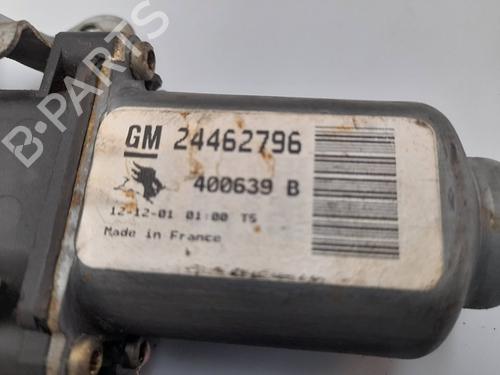 B-PARTS
GM 24462796
400639 B
12-12-01 01:00 TS
Made in France